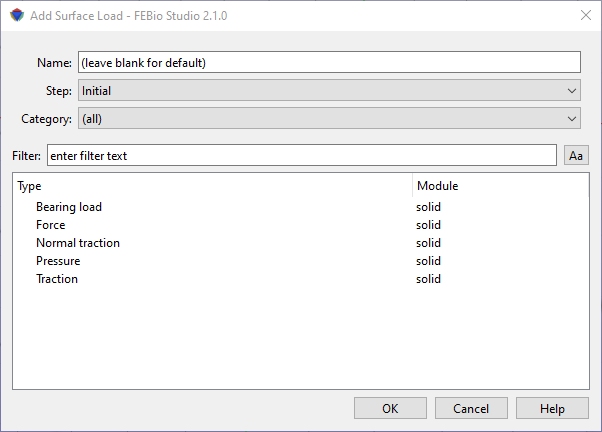 Add Surface Load - FEBio Studio 2.1.0
Name: (leave blank for default)
Step: Initial
Category: (all)
Filter: enter filter text Aa
Type Module
Bearing load solid
Force solid
Normal traction solid
Pressure solid
Traction solid
OK Cancel Help